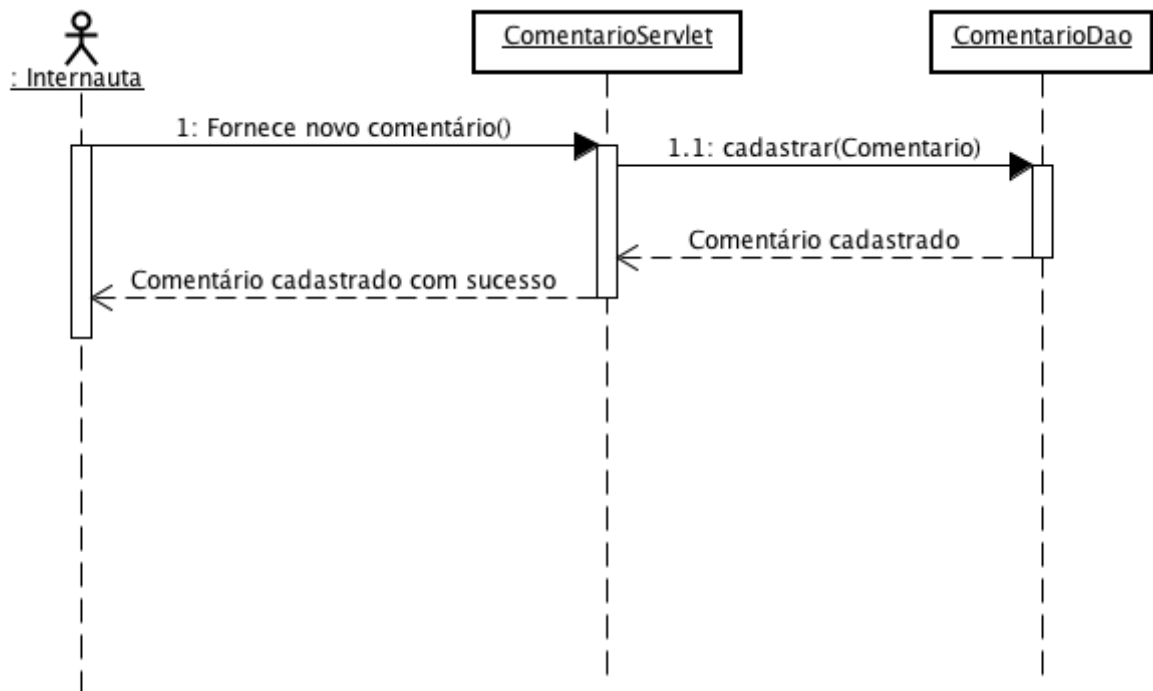 : Internauta
ComentarioServlet
ComentarioDao
1: Fornece novo comentário()
1.1: cadastrar(Comentario)
Comentário cadastrado
Comentário cadastrado com sucesso